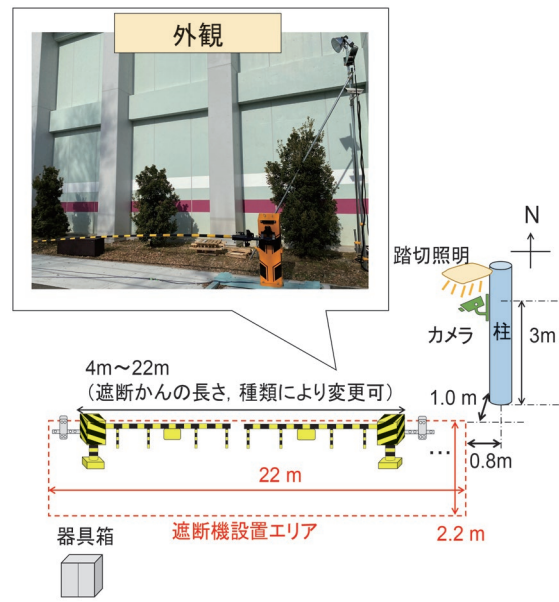 外観
N
踏切照明
カメラ
柱
3m
4m～22m
（遮断かんの長さ, 種類により変更可）
1.0 m
…
0.8m
22 m
遮断機設置エリア
2.2 m
器具箱